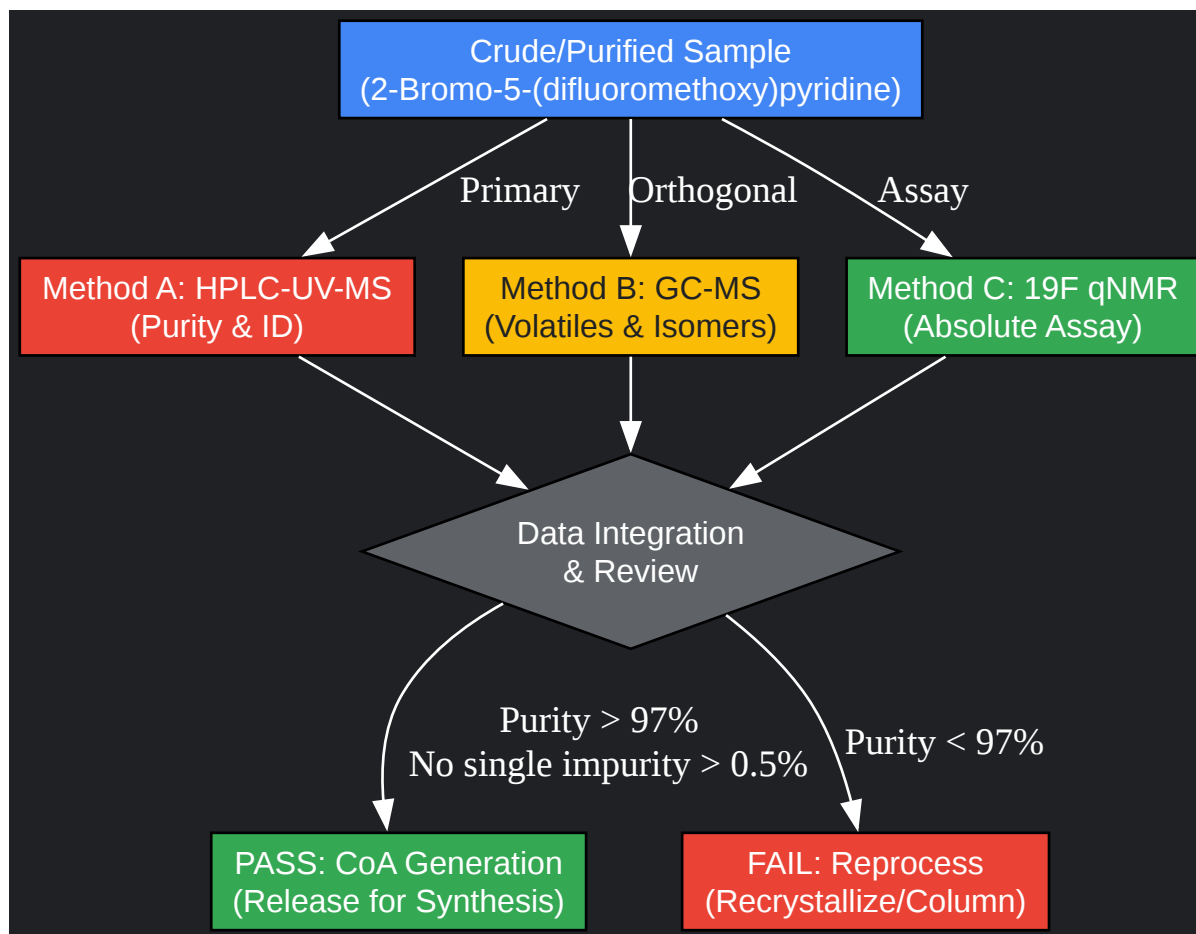 Crude/Purified Sample
(2-Bromo-5-(difluoromethoxy)pyridine)
Primary
Orthogonal
Assay
Method A: HPLC-UV-MS
(Purity & ID)
Method B: GC-MS
(Volatiles & Isomers)
Method C: 19F qNMR
(Absolute Assay)
Data Integration
& Review
Purity > 97%
No single impurity > 0.5%
Purity < 97%
PASS: CoA Generation
(Release for Synthesis)
FAIL: Reprocess
(Recrystallize/Column)